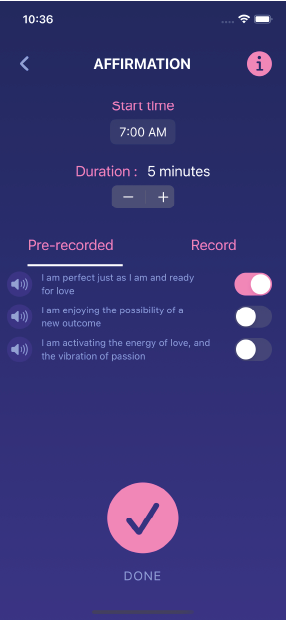 10:36
AFFIRMATION
i
Start time
7:00 AM
Duration : 5 minutes
− +
Pre-recorded Record
I am perfect just as I am and ready
for love
I am enjoying the possibility of a
new outcome
I am activating the energy of love, and
the vibration of passion
DONE